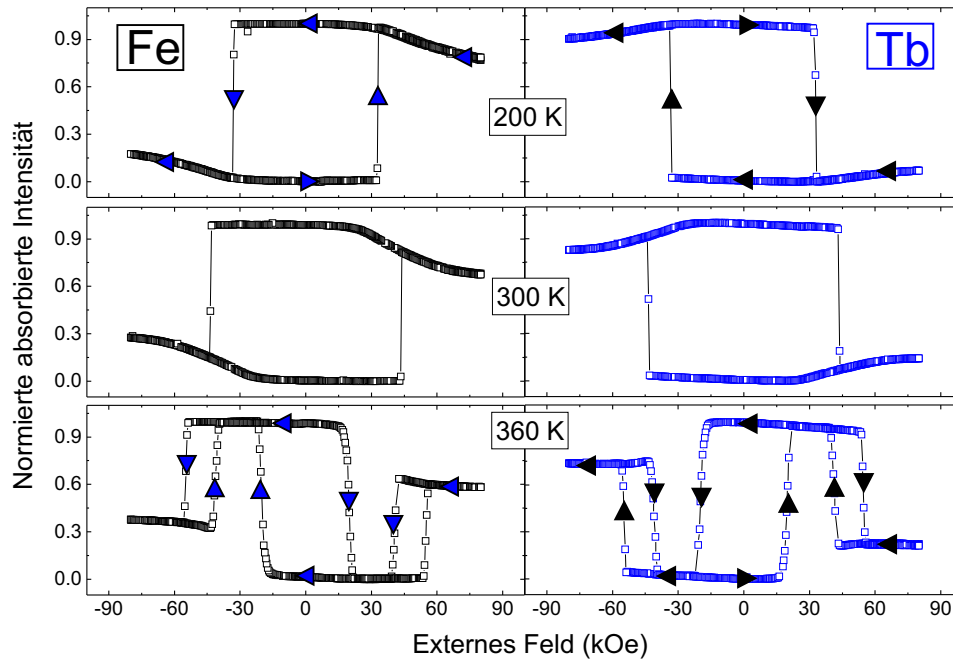 Fe
Tb
200 K
300 K
360 K
0.9
0.6
0.3
0.0
0.9
0.6
0.3
0.0
0.9
0.6
0.3
0.0
Normierte absorbierte Intensität
-90 -60 -30 0 30 60 -90 -60 -30 0 30 60 90
Externes Feld (kOe)